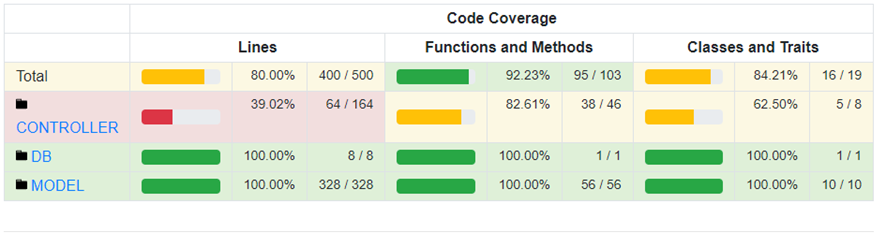 Code Coverage
Lines Functions and Methods Classes and Traits
Total 80.00% 400 / 500 92.23% 95 / 103 84.21% 16 / 19
CONTROLLER 39.02% 64 / 164 82.61% 38 / 46 62.50% 5 / 8
DB 100.00% 8 / 8 100.00% 1 / 1 100.00% 1 / 1
MODEL 100.00% 328 / 328 100.00% 56 / 56 100.00% 10 / 10